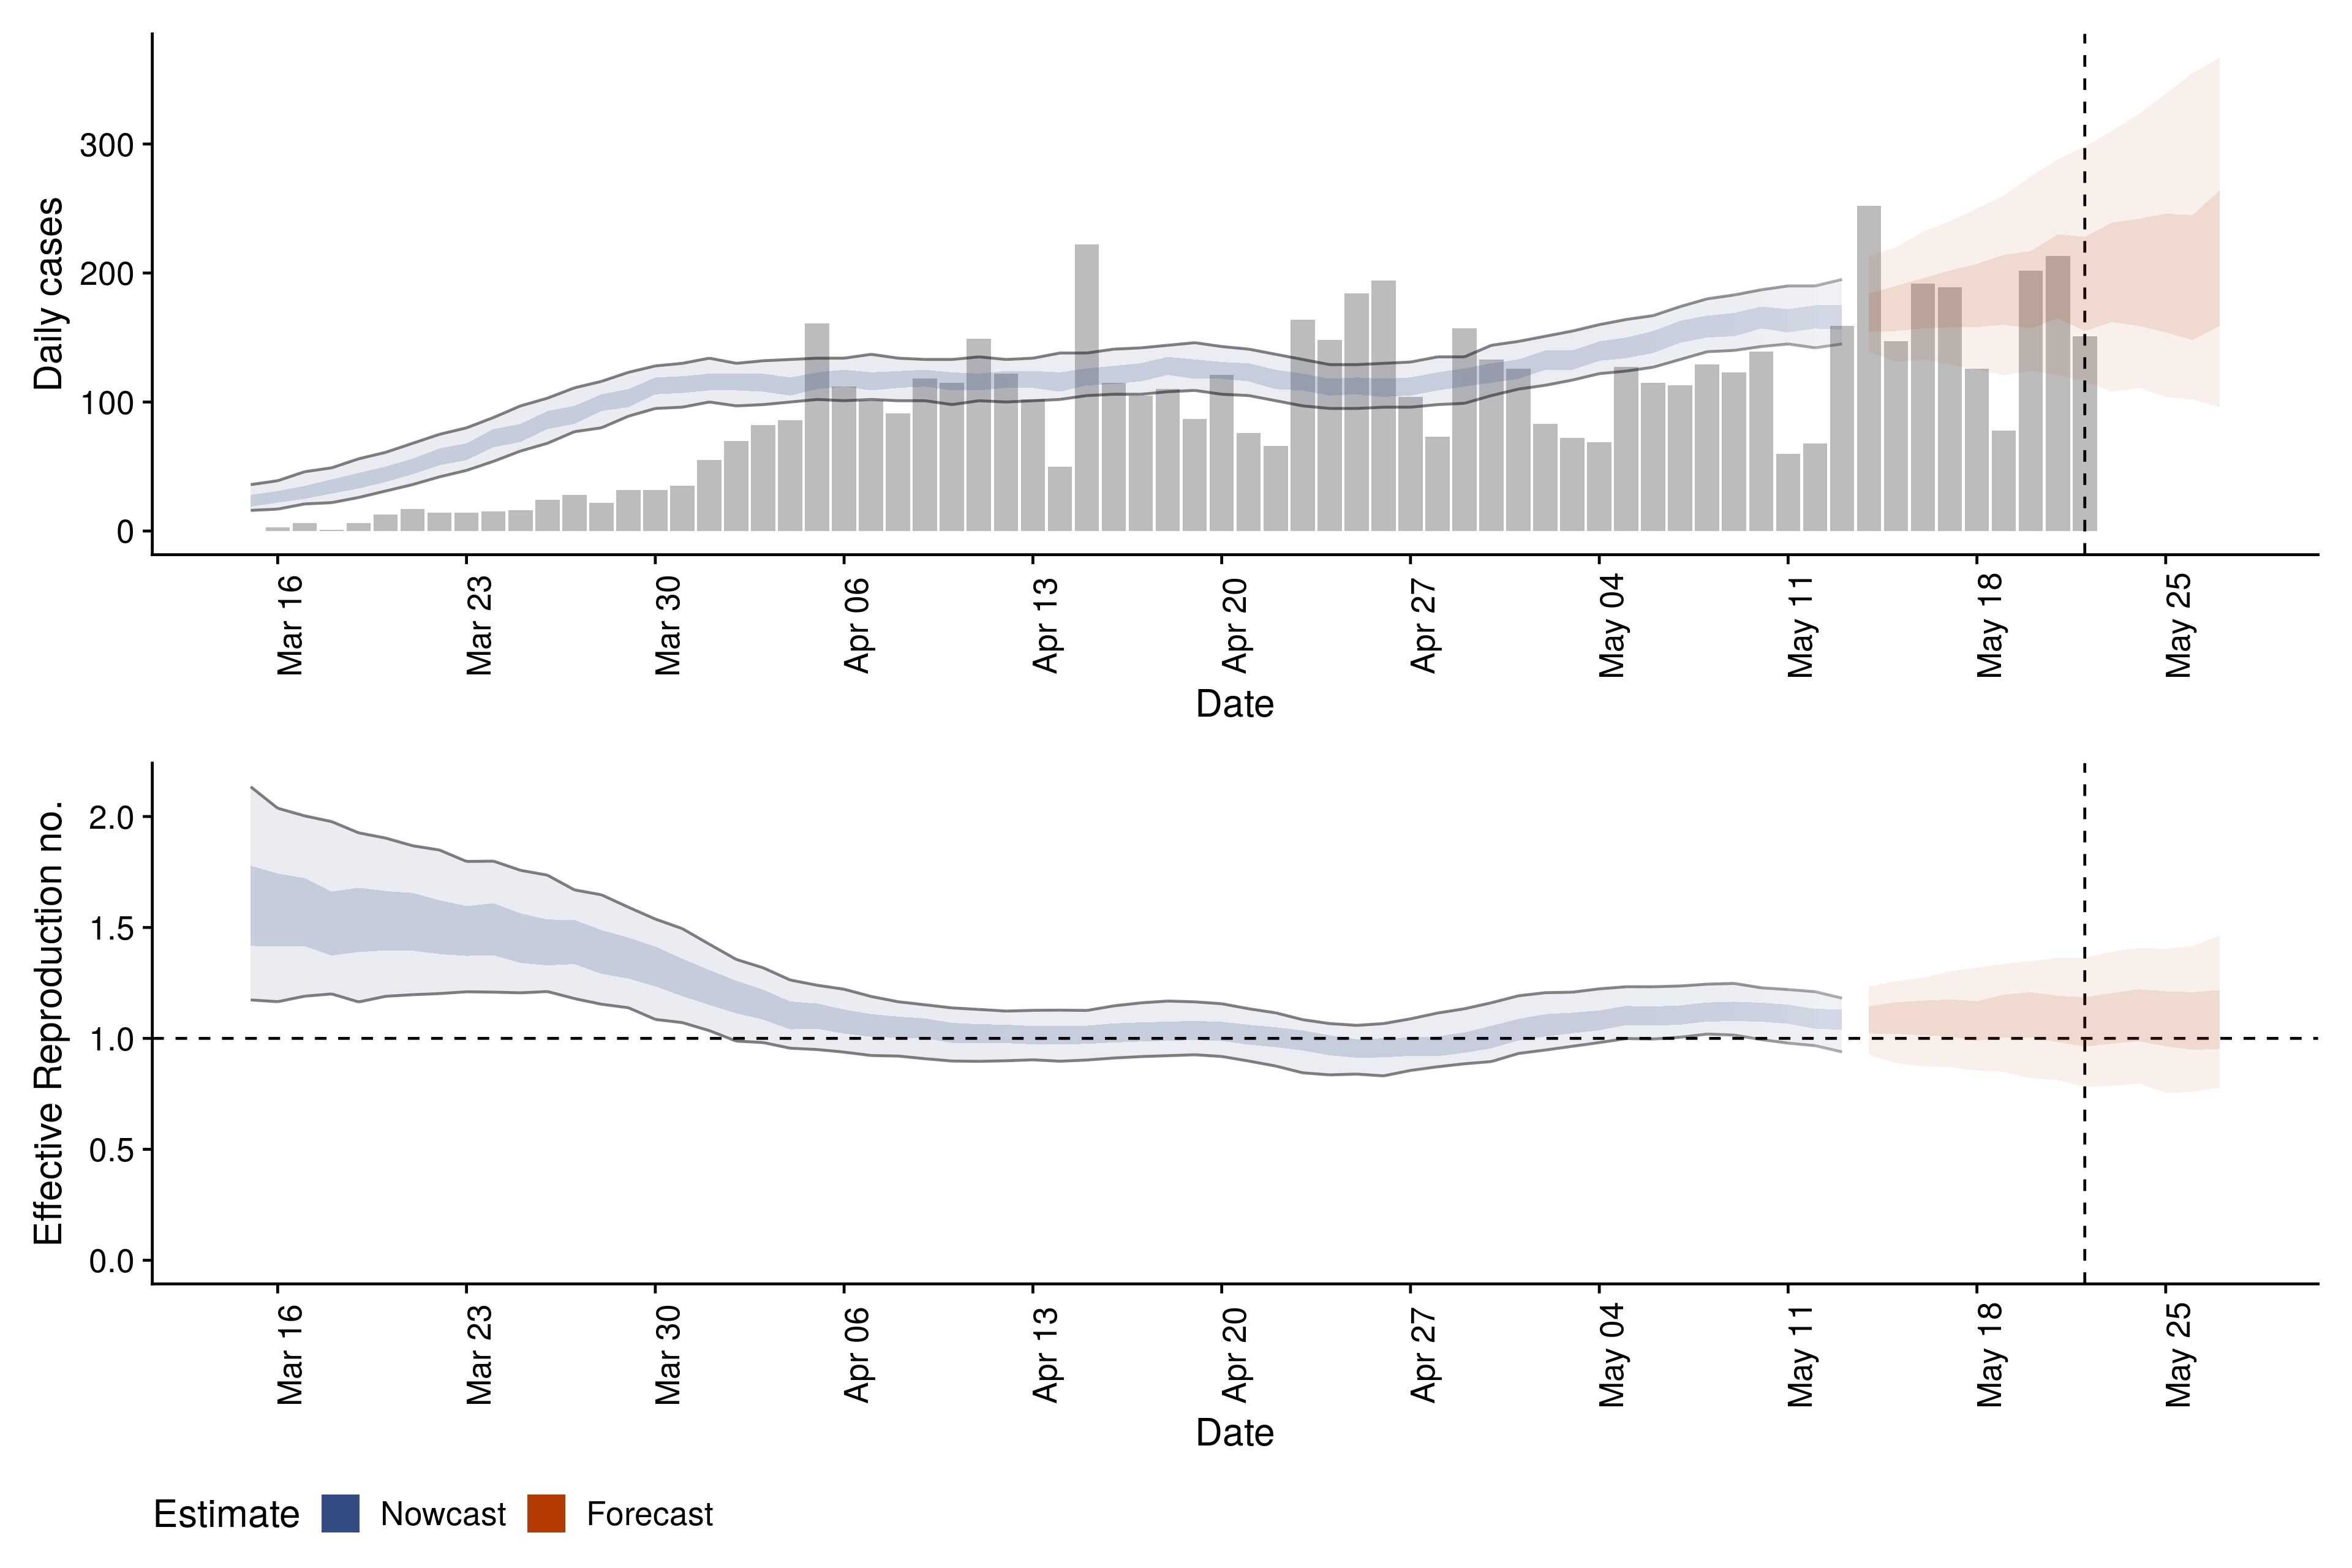 Daily cases
300
200
100
0
Mar 16
Mar 23
Mar 30
Apr 06
Apr 13
Apr 20
Apr 27
May 04
May 11
May 18
May 25
Date
Effective Reproduction no.
2.0
1.5
1.0
0.5
0.0
Mar 16
Mar 23
Mar 30
Apr 06
Apr 13
Apr 20
Apr 27
May 04
May 11
May 18
May 25
Date
Estimate Nowcast Forecast